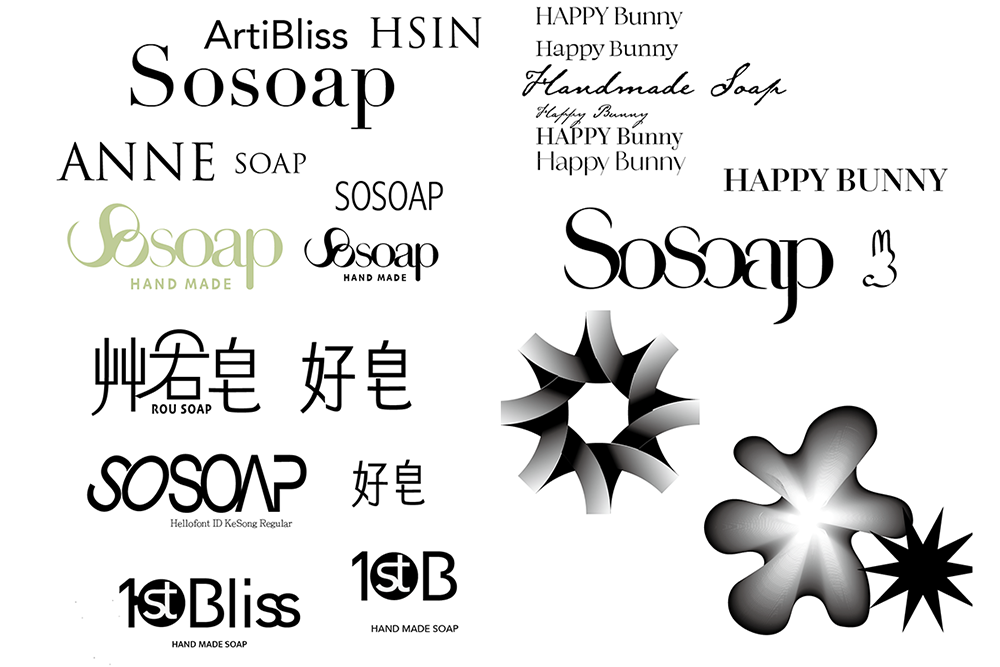 ArtiBliss HSIN
Sosoap
ANNE SOAP
SOSOAP
Sosoap
HAND MADE
Sosoap
HAND MADE
艸君皂
ROU SOAP
好皂
SOSOAP
Hellofont ID KeSong Regular
好皂
1stBliss
HAND MADE SOAP
1stB
HAND MADE SOAP
HAPPY Bunny
Happy Bunny
Handmade Soap
Happy Bunny
HAPPY Bunny
Happy Bunny
HAPPY BUNNY
Sosoap